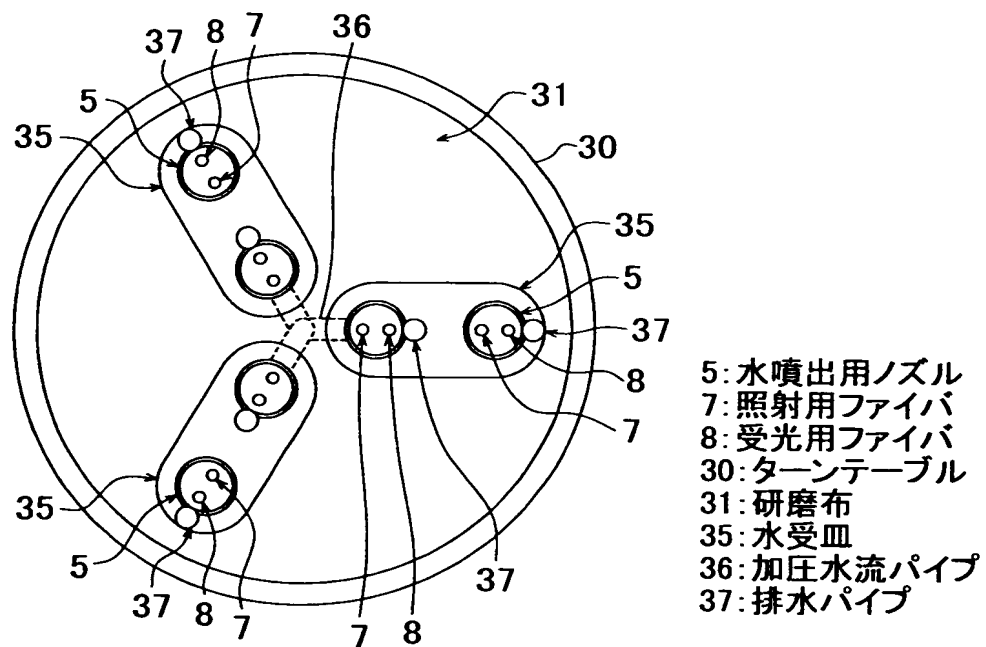 37
8
7
36
5
35
31
30
35
5
37
8
7
35
5
37
8
7
7
8
37
5:水噴出用ノズル
7:照射用ファイバ
8:受光用ファイバ
30:ターンテーブル
31:研磨布
35:水受皿
36:加圧水流パイプ
37:排水パイプ